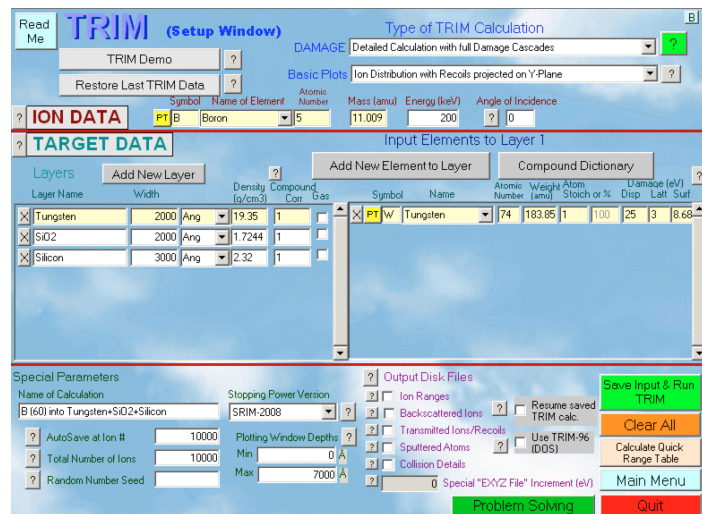 Read Me
TRIM (Setup Window)
B
Type of TRIM Calculation
TRIM Demo ?
DAMAGE Detailed Calculation with full Damage Cascades ?
Restore Last TRIM Data ?
Basic Plots Ion Distribution with Recoils projected on Y-Plane ?
Symbol Name of Element Atomic Number Mass (amu) Energy (keV) Angle of Incidence
? ION DATA PT B Boron 5 11.009 200 ? 0
? TARGET DATA
Input Elements to Layer 1
Layers Add New Layer ?
Add New Element to Layer Compound Dictionary ?
Layer Name Width Density (g/cm3) Compound Corr Gas
Symbol Name Atomic Number Weight (amu) Atom Stoich or % Damage (eV) Disp Latt Surf
X Tungsten 2000 Ang 19.35 1
X PT W Tungsten 74 183.85 1 100 25 3 8.68
X SiO2 2000 Ang 1.7244 1
X Silicon 3000 Ang 2.32 1
Special Parameters
Name of Calculation
B (60) into Tungsten+SiO2+Silicon
Stopping Power Version
SRIM-2008 ?
? AutoSave at Ion # 10000
? Total Number of Ions 10000
? Random Number Seed
Plotting Window Depths ?
Min 0 Å
Max 7000 Å
? Output Disk Files
? Ion Ranges
? Backscattered Ions
? Transmitted Ions/Recoils
? Sputtered Atoms
? Collision Details
? 0 Special "EXYZ File" Increment (eV)
? Resume saved TRIM calc.
? Use TRIM-96 (DOS)
Save Input & Run TRIM
Clear All
Calculate Quick Range Table
Main Menu
Problem Solving
Quit